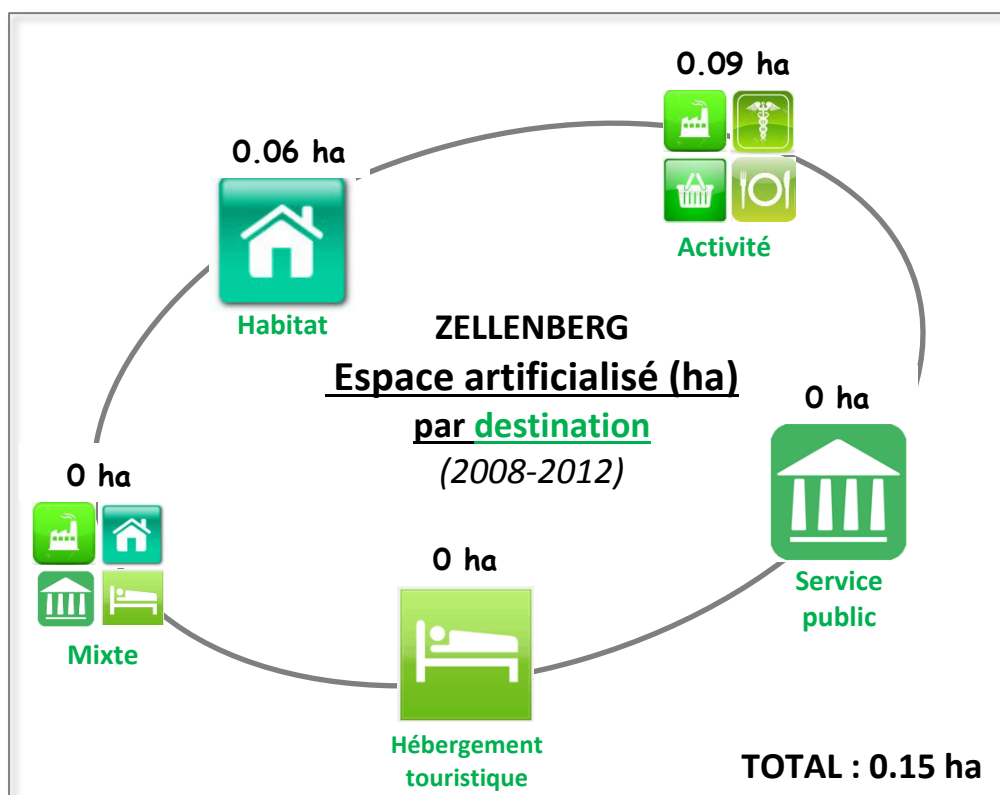 0.09 ha
Activité
0.06 ha
Habitat
ZELLENBERG
Espace artificialisé (ha)
par destination
(2008-2012)
0 ha
Service
public
0 ha
Mixte
0 ha
Hébergement
touristique
TOTAL : 0.15 ha